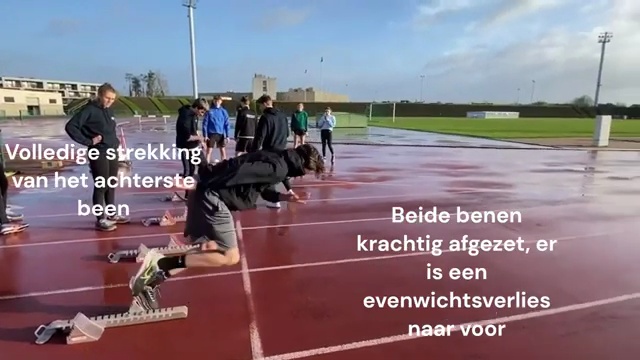 Volledige strekking
van het achterste
been
Beide benen
krachtig afgezet, er
is een
evenwichtsverlies
naar voor